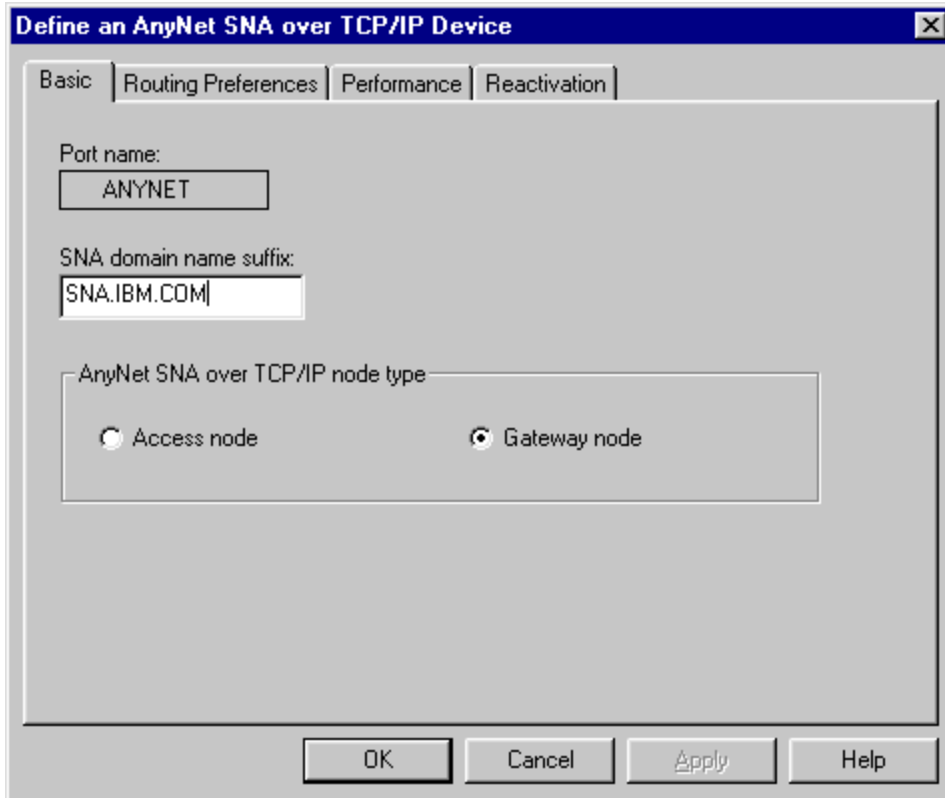 Define an AnyNet SNA over TCP/IP Device
Basic Routing Preferences Performance Reactivation
Port name:
ANYNET
SNA domain name suffix:
SNA.IBM.COM
AnyNet SNA over TCP/IP node type
Access node Gateway node
OK Cancel Apply Help